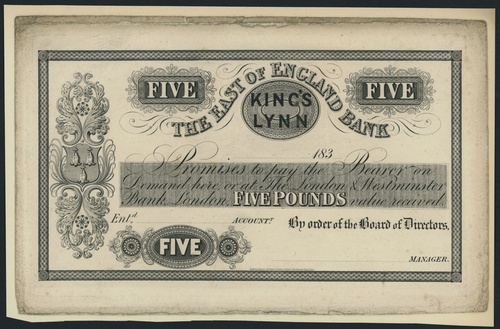 FIVE
THE EAST OF ENGLAND BANK
FIVE
KING'S
LYNN
183
Promises to pay the Bearer on
Demand here, or at The London & Westminster
Bank London FIVE POUNDS value received
Ent.d
ACCOUNT.T
By order of the Board of Directors,
FIVE
MANAGER.